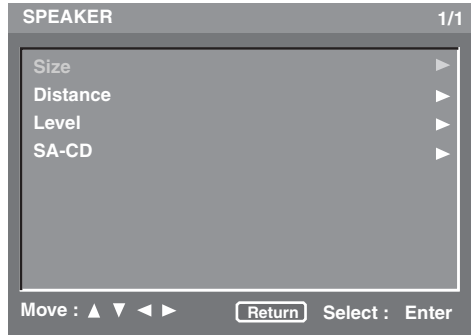 SPEAKER 1/1
Size ▶
Distance ▶
Level ▶
SA-CD ▶
Move : ▲ ▼ ◀ ▶ Return Select : Enter